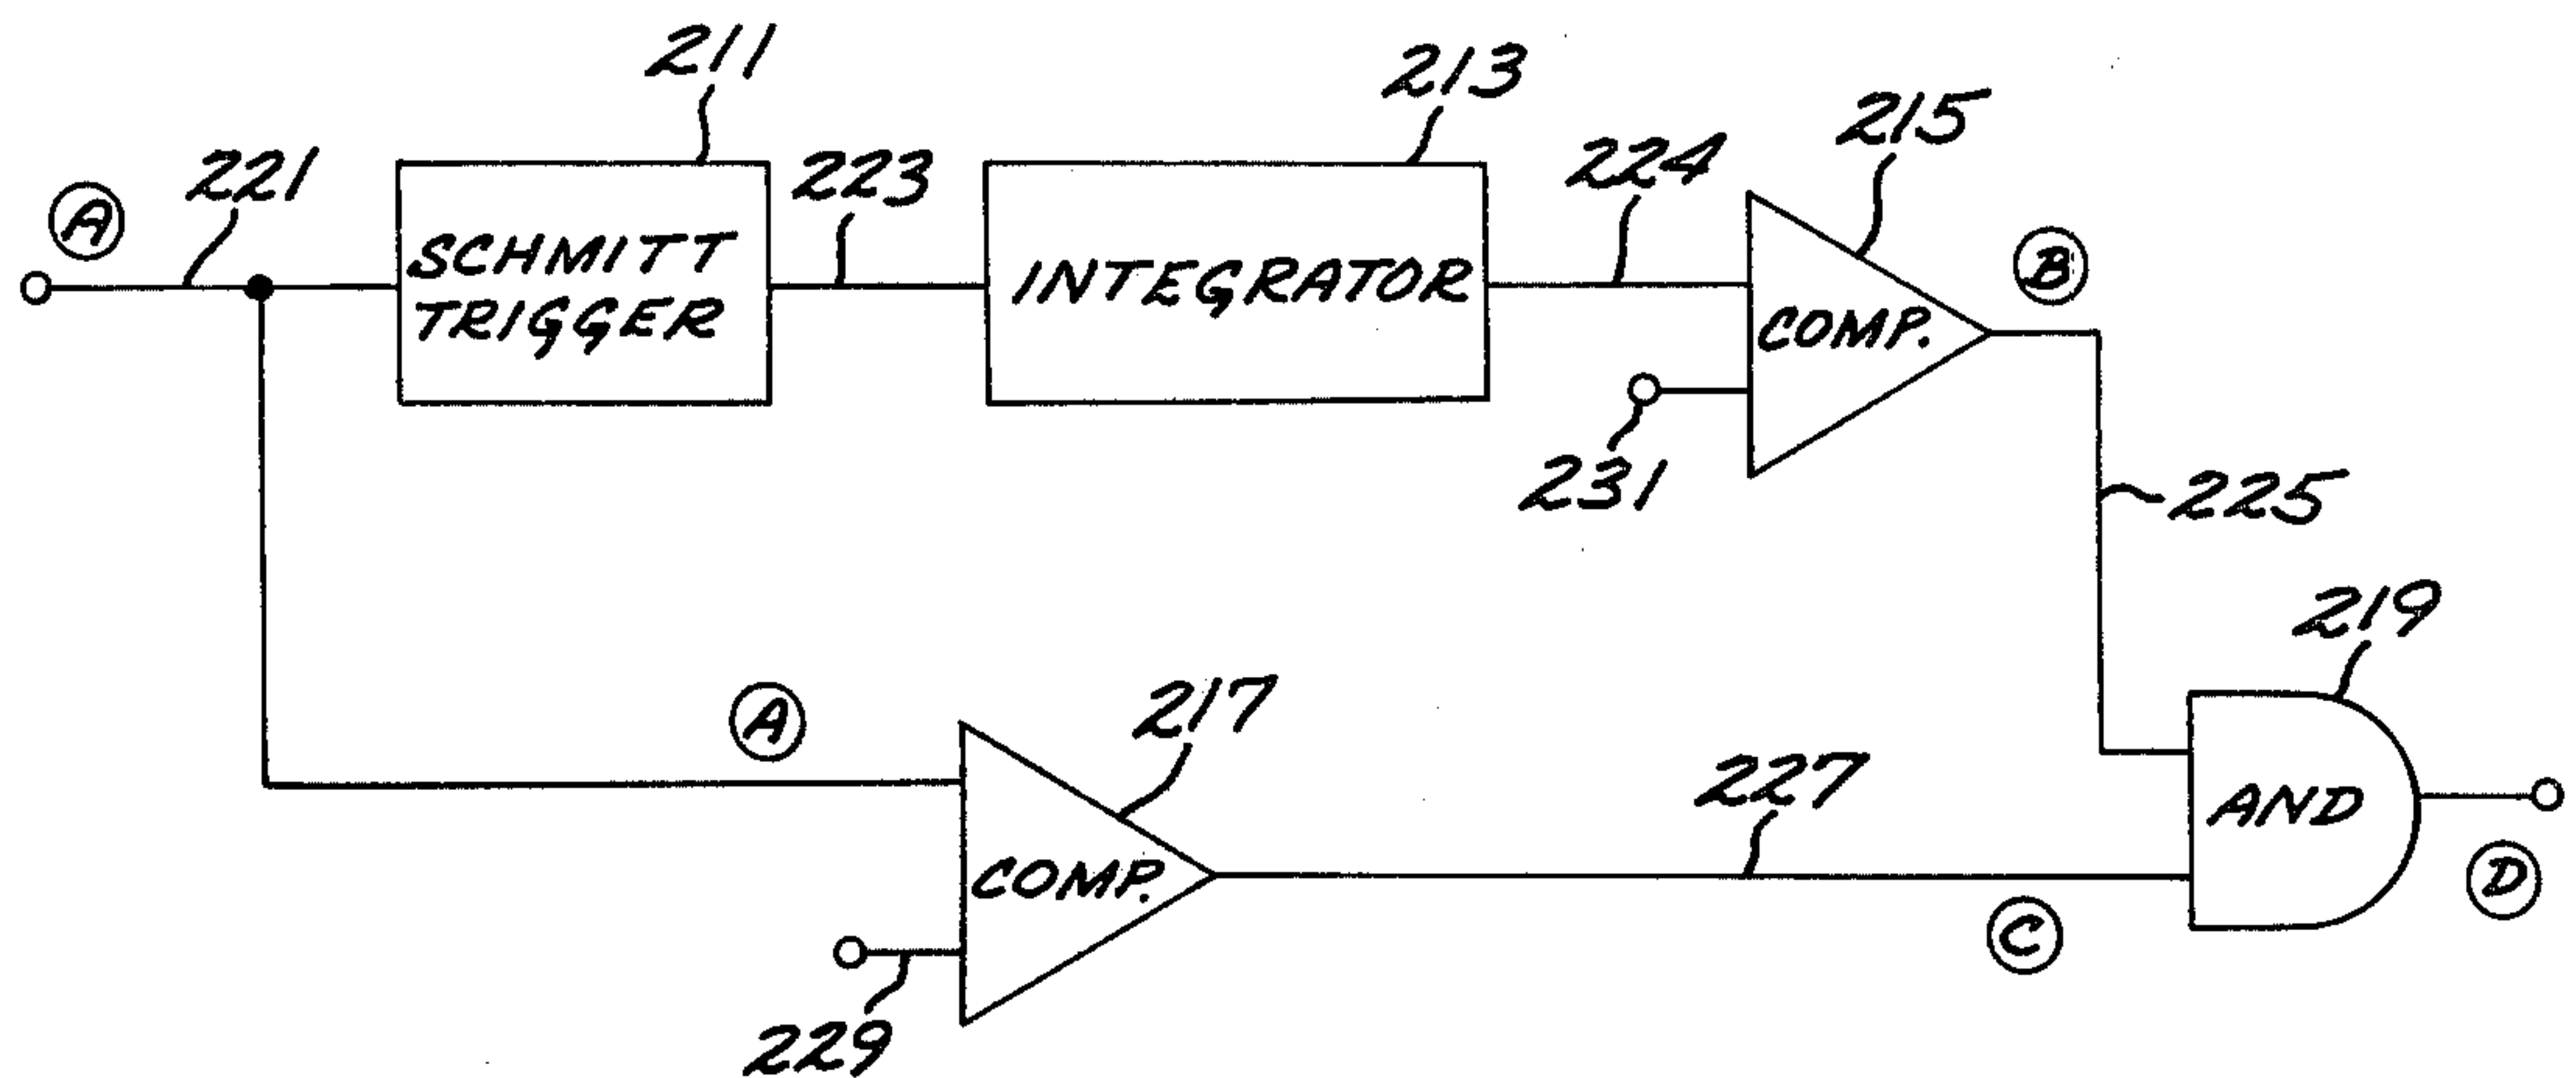 211
213
215
221
A
SCHMITT
TRIGGER
223
INTEGRATOR
224
COMP.
B
231
225
219
A
217
227
AND
COMP.
D
C
229